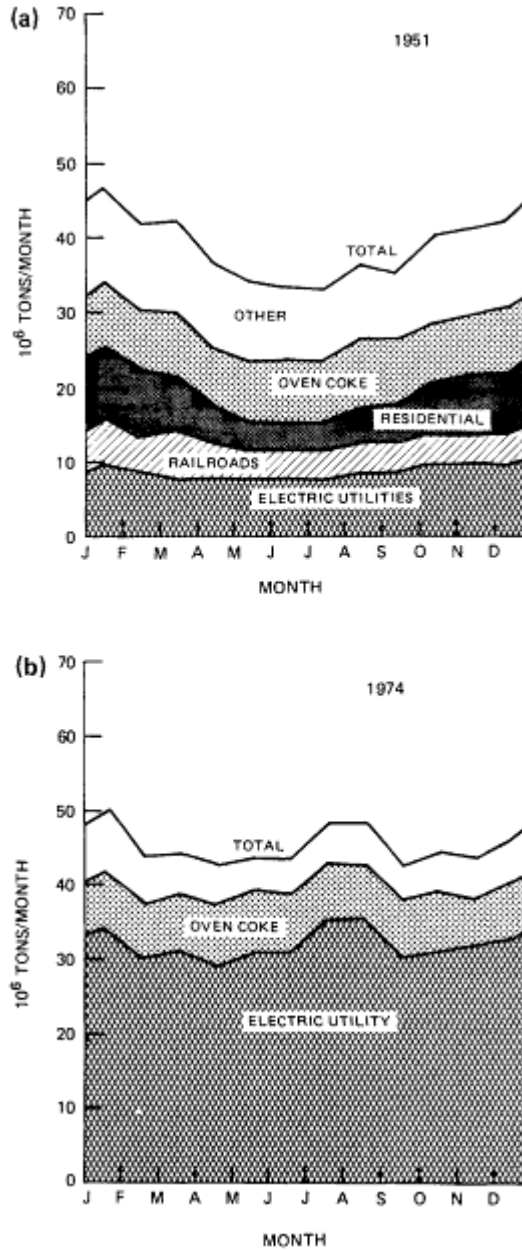 (a)
1951
70
60
50
40
30
20
10
0
10⁶ TONS/MONTH
TOTAL
OTHER
OVEN COKE
RESIDENTIAL
RAILROADS
ELECTRIC UTILITIES
J F M A M J J A S O N D
MONTH
(b)
1974
70
60
50
40
30
20
10
0
10⁶ TONS/MONTH
TOTAL
OVEN COKE
ELECTRIC UTILITY
J F M A M J J A S O N D
MONTH